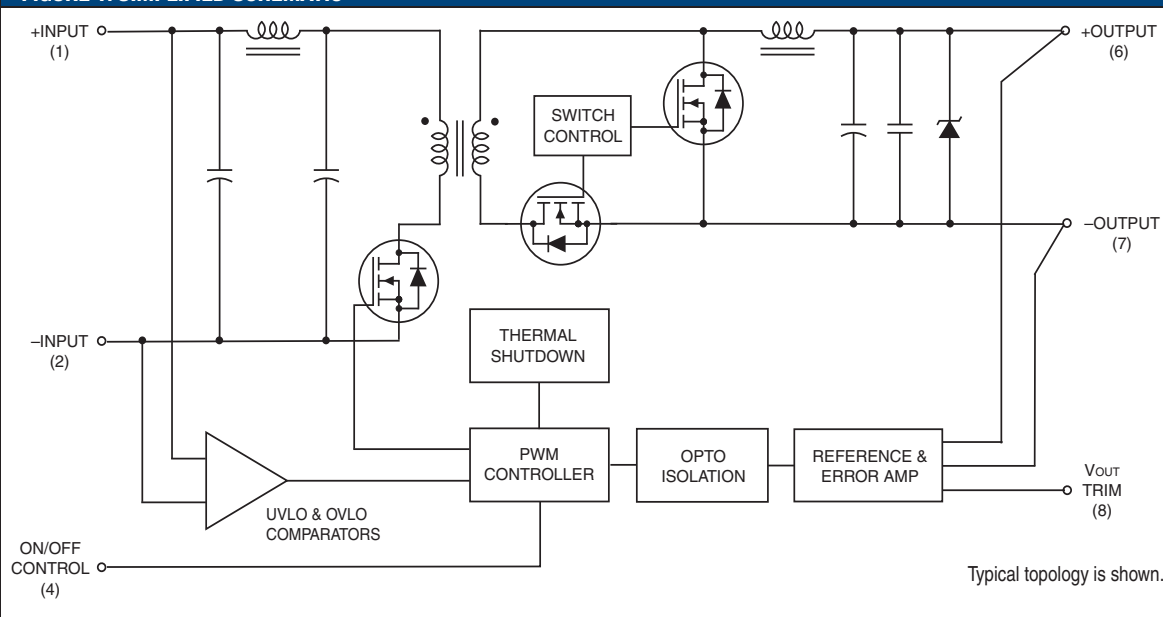 +INPUT
(1)
+OUTPUT
(6)
SWITCH
CONTROL
–OUTPUT
(7)
–INPUT
(2)
THERMAL
SHUTDOWN
PWM
CONTROLLER
OPTO
ISOLATION
REFERENCE &
ERROR AMP
VOUT
TRIM
(8)
UVLO & OVLO
COMPARATORS
ON/OFF
CONTROL
(4)
Typical topology is shown.